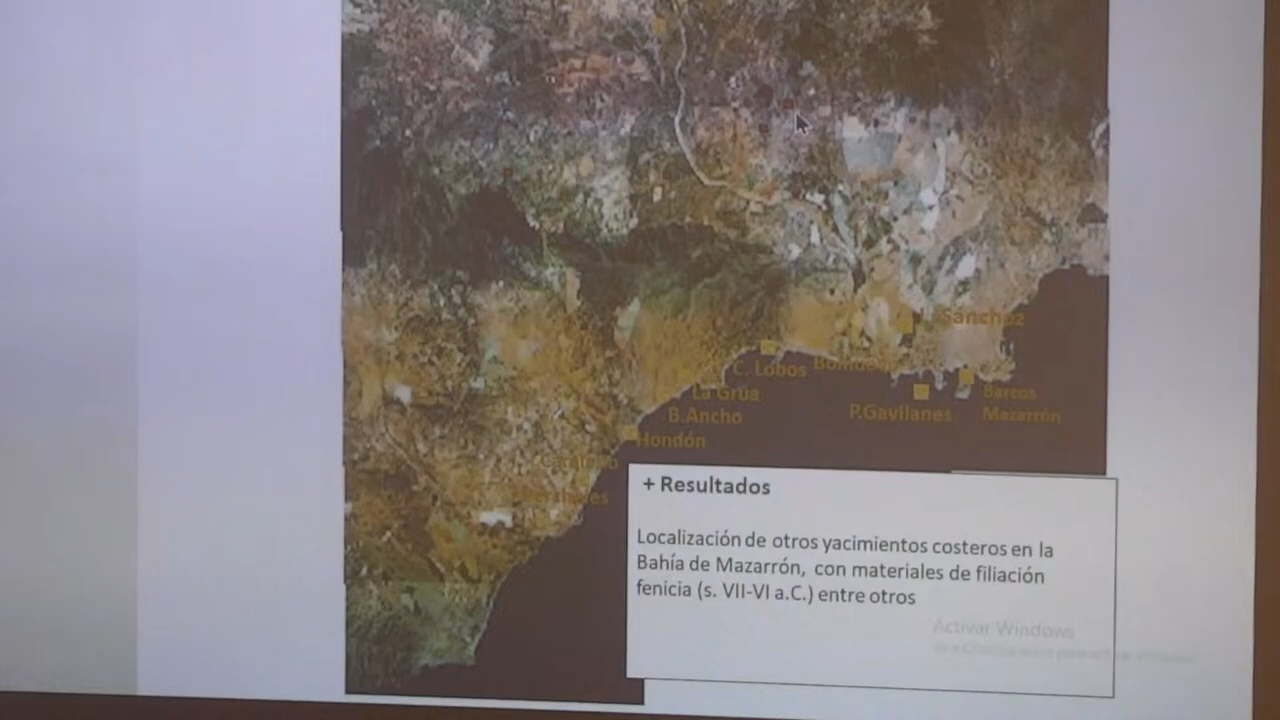 Sánchez
C. Lobos
La Grúa
Barcos
B.Ancho
P.Gavilanes
Mazarrón
Hondón
+ Resultados
Localización de otros yacimientos costeros en la
Bahía de Mazarrón, con materiales de filiación
fenicia (s. VII-VI a.C.) entre otros
Activar Windows